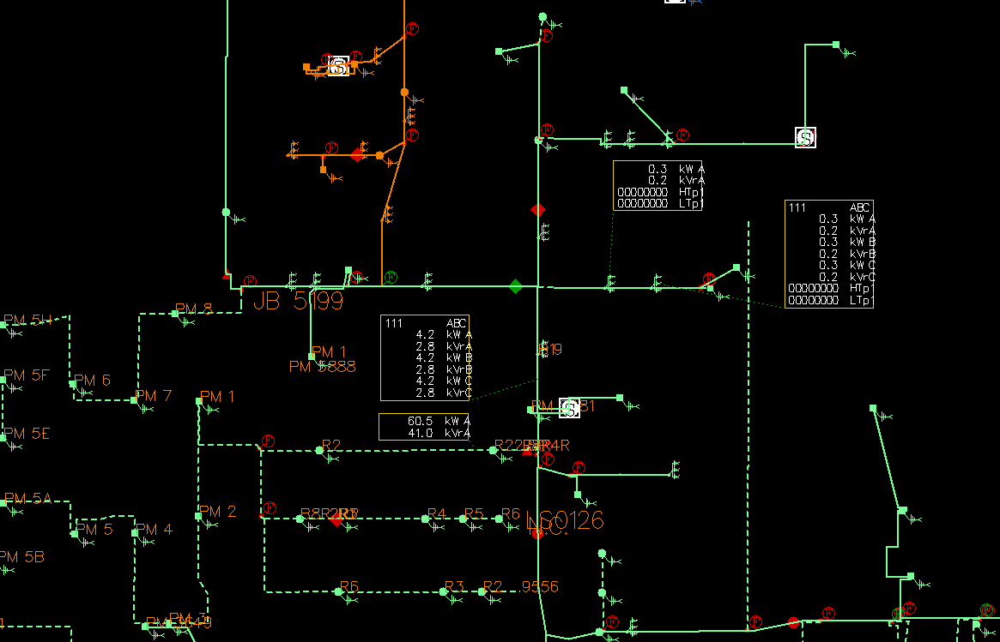 F
F
F
F
S
F
S
F
F
F
0.3 kW A
0.2 kVrA
00000000 HTp1
00000000 LTp1
111 ABC
0.3 kW A
0.2 kVrA
0.3 kW B
0.2 kVrB
0.3 kW C
0.2 kVrC
00000000 HTp1
00000000 LTp1
F
F
F
F
JB 5199
PM 8
PM 5H
111 ABC
4.2 kW A
2.8 kVrA
4.2 kW B
2.8 kVrB
4.2 kW C
2.8 kVrC
PM 1
PM 5888
PM 5F
PM 6
PM 7
PM 1
S
60.5 kW A
41.0 kVrA
PM 5E
F
R2
F
F
PM 5A
F
R4
R5
R6
LS0126
N.C.
PM 2
PM 5
PM 4
PM 5B
R6
R3
R2
9556
F
F
F
F
F